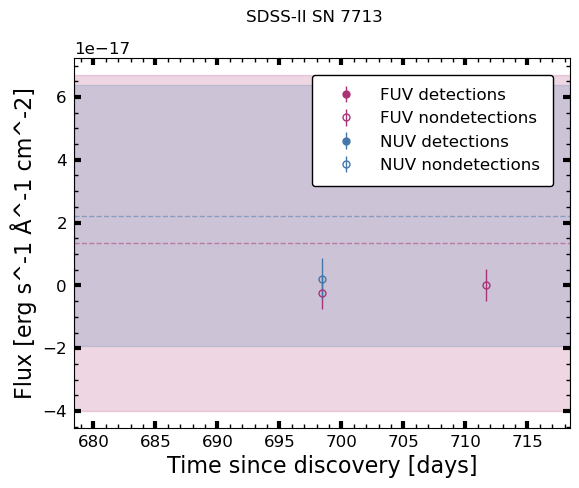 SDSS-II SN 7713
1e−17
FUV detections
FUV nondetections
NUV detections
NUV nondetections
6
4
2
0
−2
−4
Flux [erg s^-1 Å^-1 cm^-2]
680 685 690 695 700 705 710 715
Time since discovery [days]